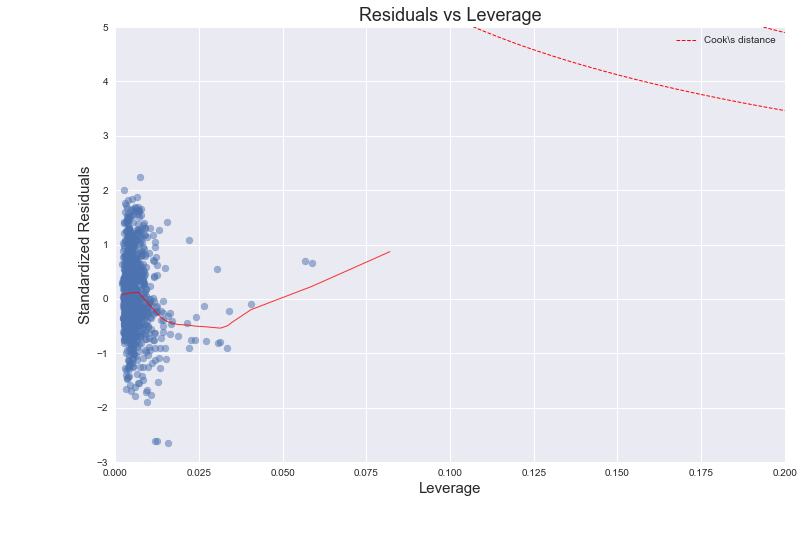 Residuals vs Leverage
Cook\s distance
Standardized Residuals
5
4
3
2
1
0
−1
−2
−3
0.000 0.025 0.050 0.075 0.100 0.125 0.150 0.175 0.200
Leverage